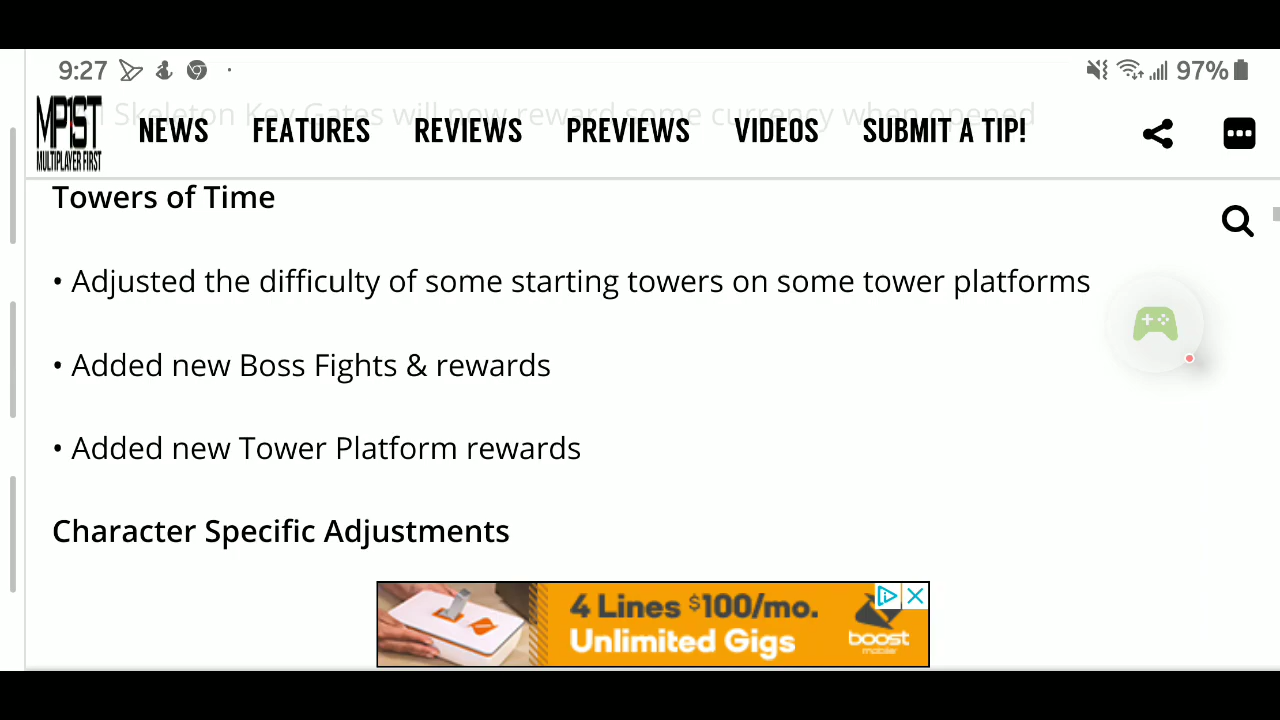 9:27
97%
Skeleton Key Gates will now reward some currency when opened
MP1ST
MULTIPLAYER FIRST
NEWS FEATURES REVIEWS PREVIEWS VIDEOS SUBMIT A TIP!
Towers of Time
• Adjusted the difficulty of some starting towers on some tower platforms
• Added new Boss Fights & rewards
• Added new Tower Platform rewards
Character Specific Adjustments
4 Lines $100/mo.
Unlimited Gigs
boost
mobile